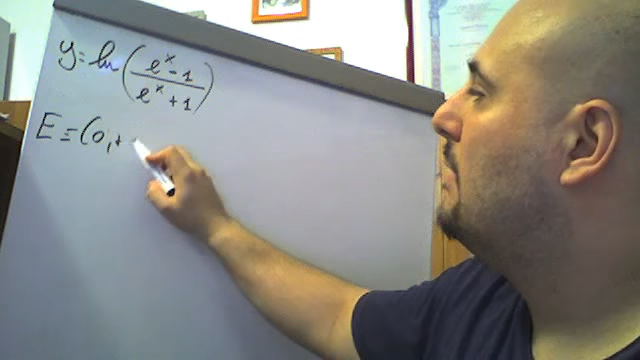 y = ln ( (e^x - 1) / (e^x + 1) )
E = (0, +